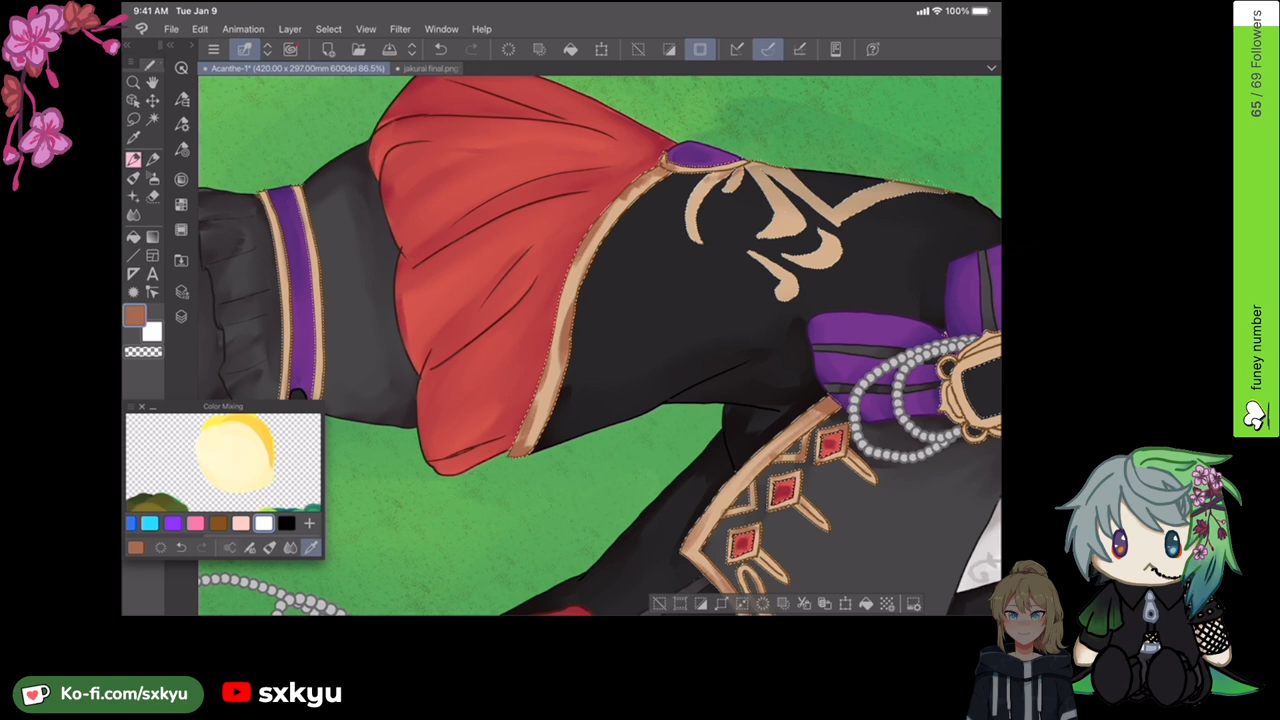 9:41 AM Tue Jan 9
100%
File Edit Animation Layer Select View Filter Window Help
Acanthe-1* (420.00 x 297.00mm 600dpi 86.5%)
jakurai final.png
Color Mixing
65 / 69 Followers
funey number
Ko-fi.com/sxkyu
sxkyu